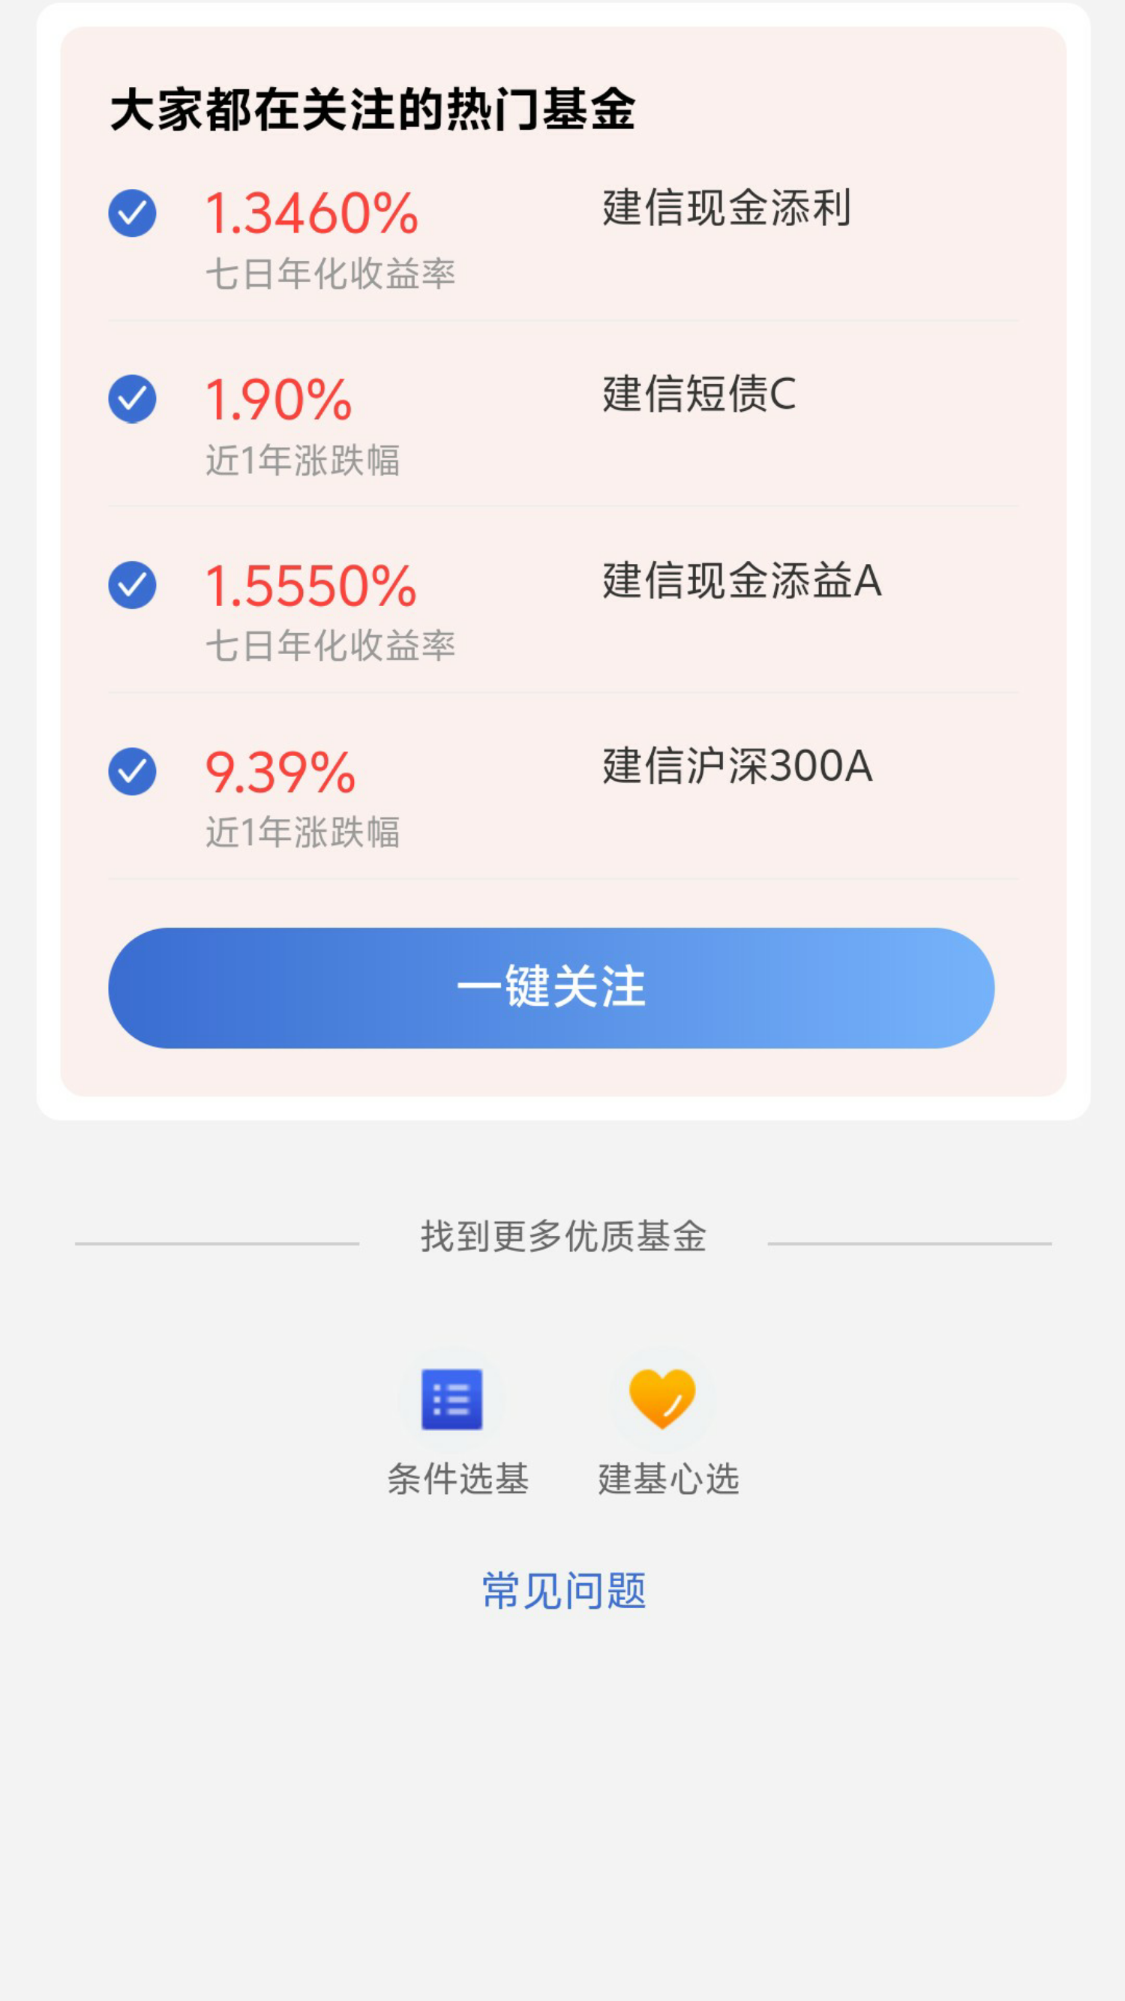 大家都在关注的热门基金
1.3460% 建信现金添利
七日年化收益率
1.90% 建信短债C
近1年涨跌幅
1.5550% 建信现金添益A
七日年化收益率
9.39% 建信沪深300A
近1年涨跌幅
一键关注
找到更多优质基金
条件选基 建基心选
常见问题